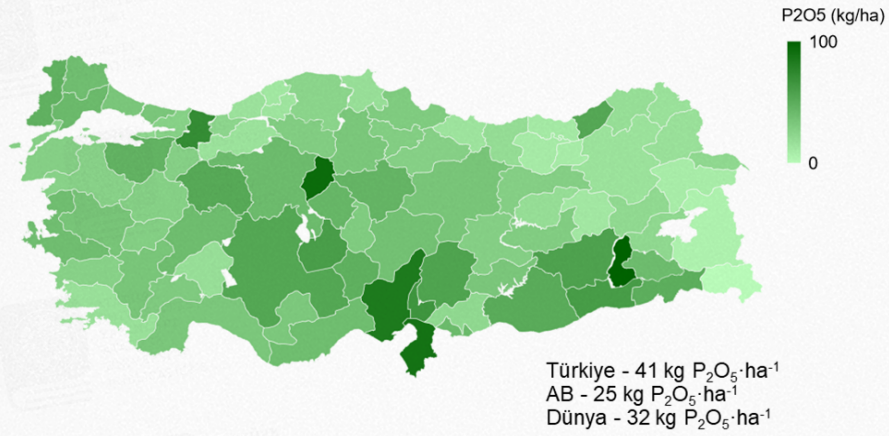 P2O5 (kg/ha)
100
0
Türkiye - 41 kg P₂O₅·ha⁻¹
AB - 25 kg P₂O₅·ha⁻¹
Dünya - 32 kg P₂O₅·ha⁻¹